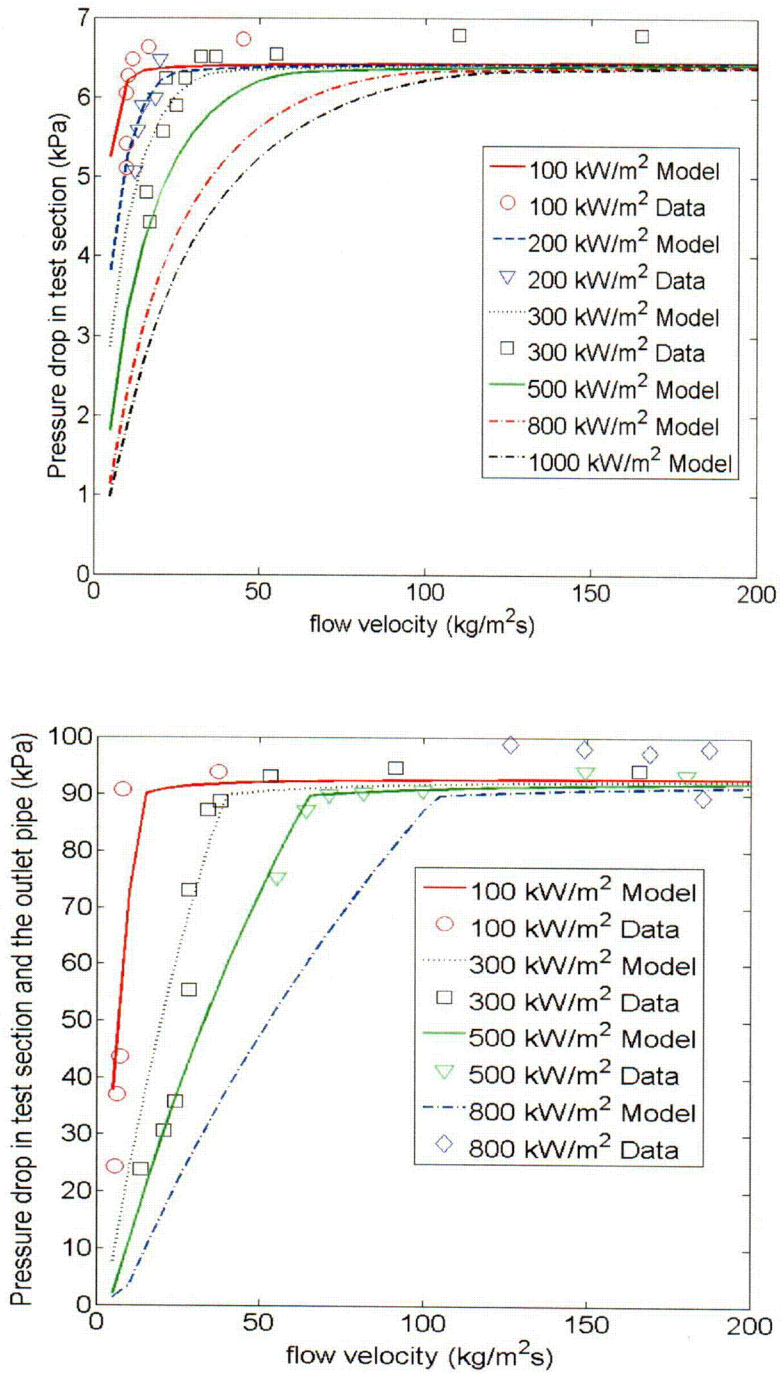 7
6
5
4
3
2
1
0
Pressure drop in test section (kPa)
100 kW/m² Model
100 kW/m² Data
200 kW/m² Model
200 kW/m² Data
300 kW/m² Model
300 kW/m² Data
500 kW/m² Model
800 kW/m² Model
1000 kW/m² Model
0 50 100 150 200
flow velocity (kg/m²s)
100
90
80
70
60
50
40
30
20
10
0
Pressure drop in test section and the outlet pipe (kPa)
100 kW/m² Model
100 kW/m² Data
300 kW/m² Model
300 kW/m² Data
500 kW/m² Model
500 kW/m² Data
800 kW/m² Model
800 kW/m² Data
0 50 100 150 200
flow velocity (kg/m²s)